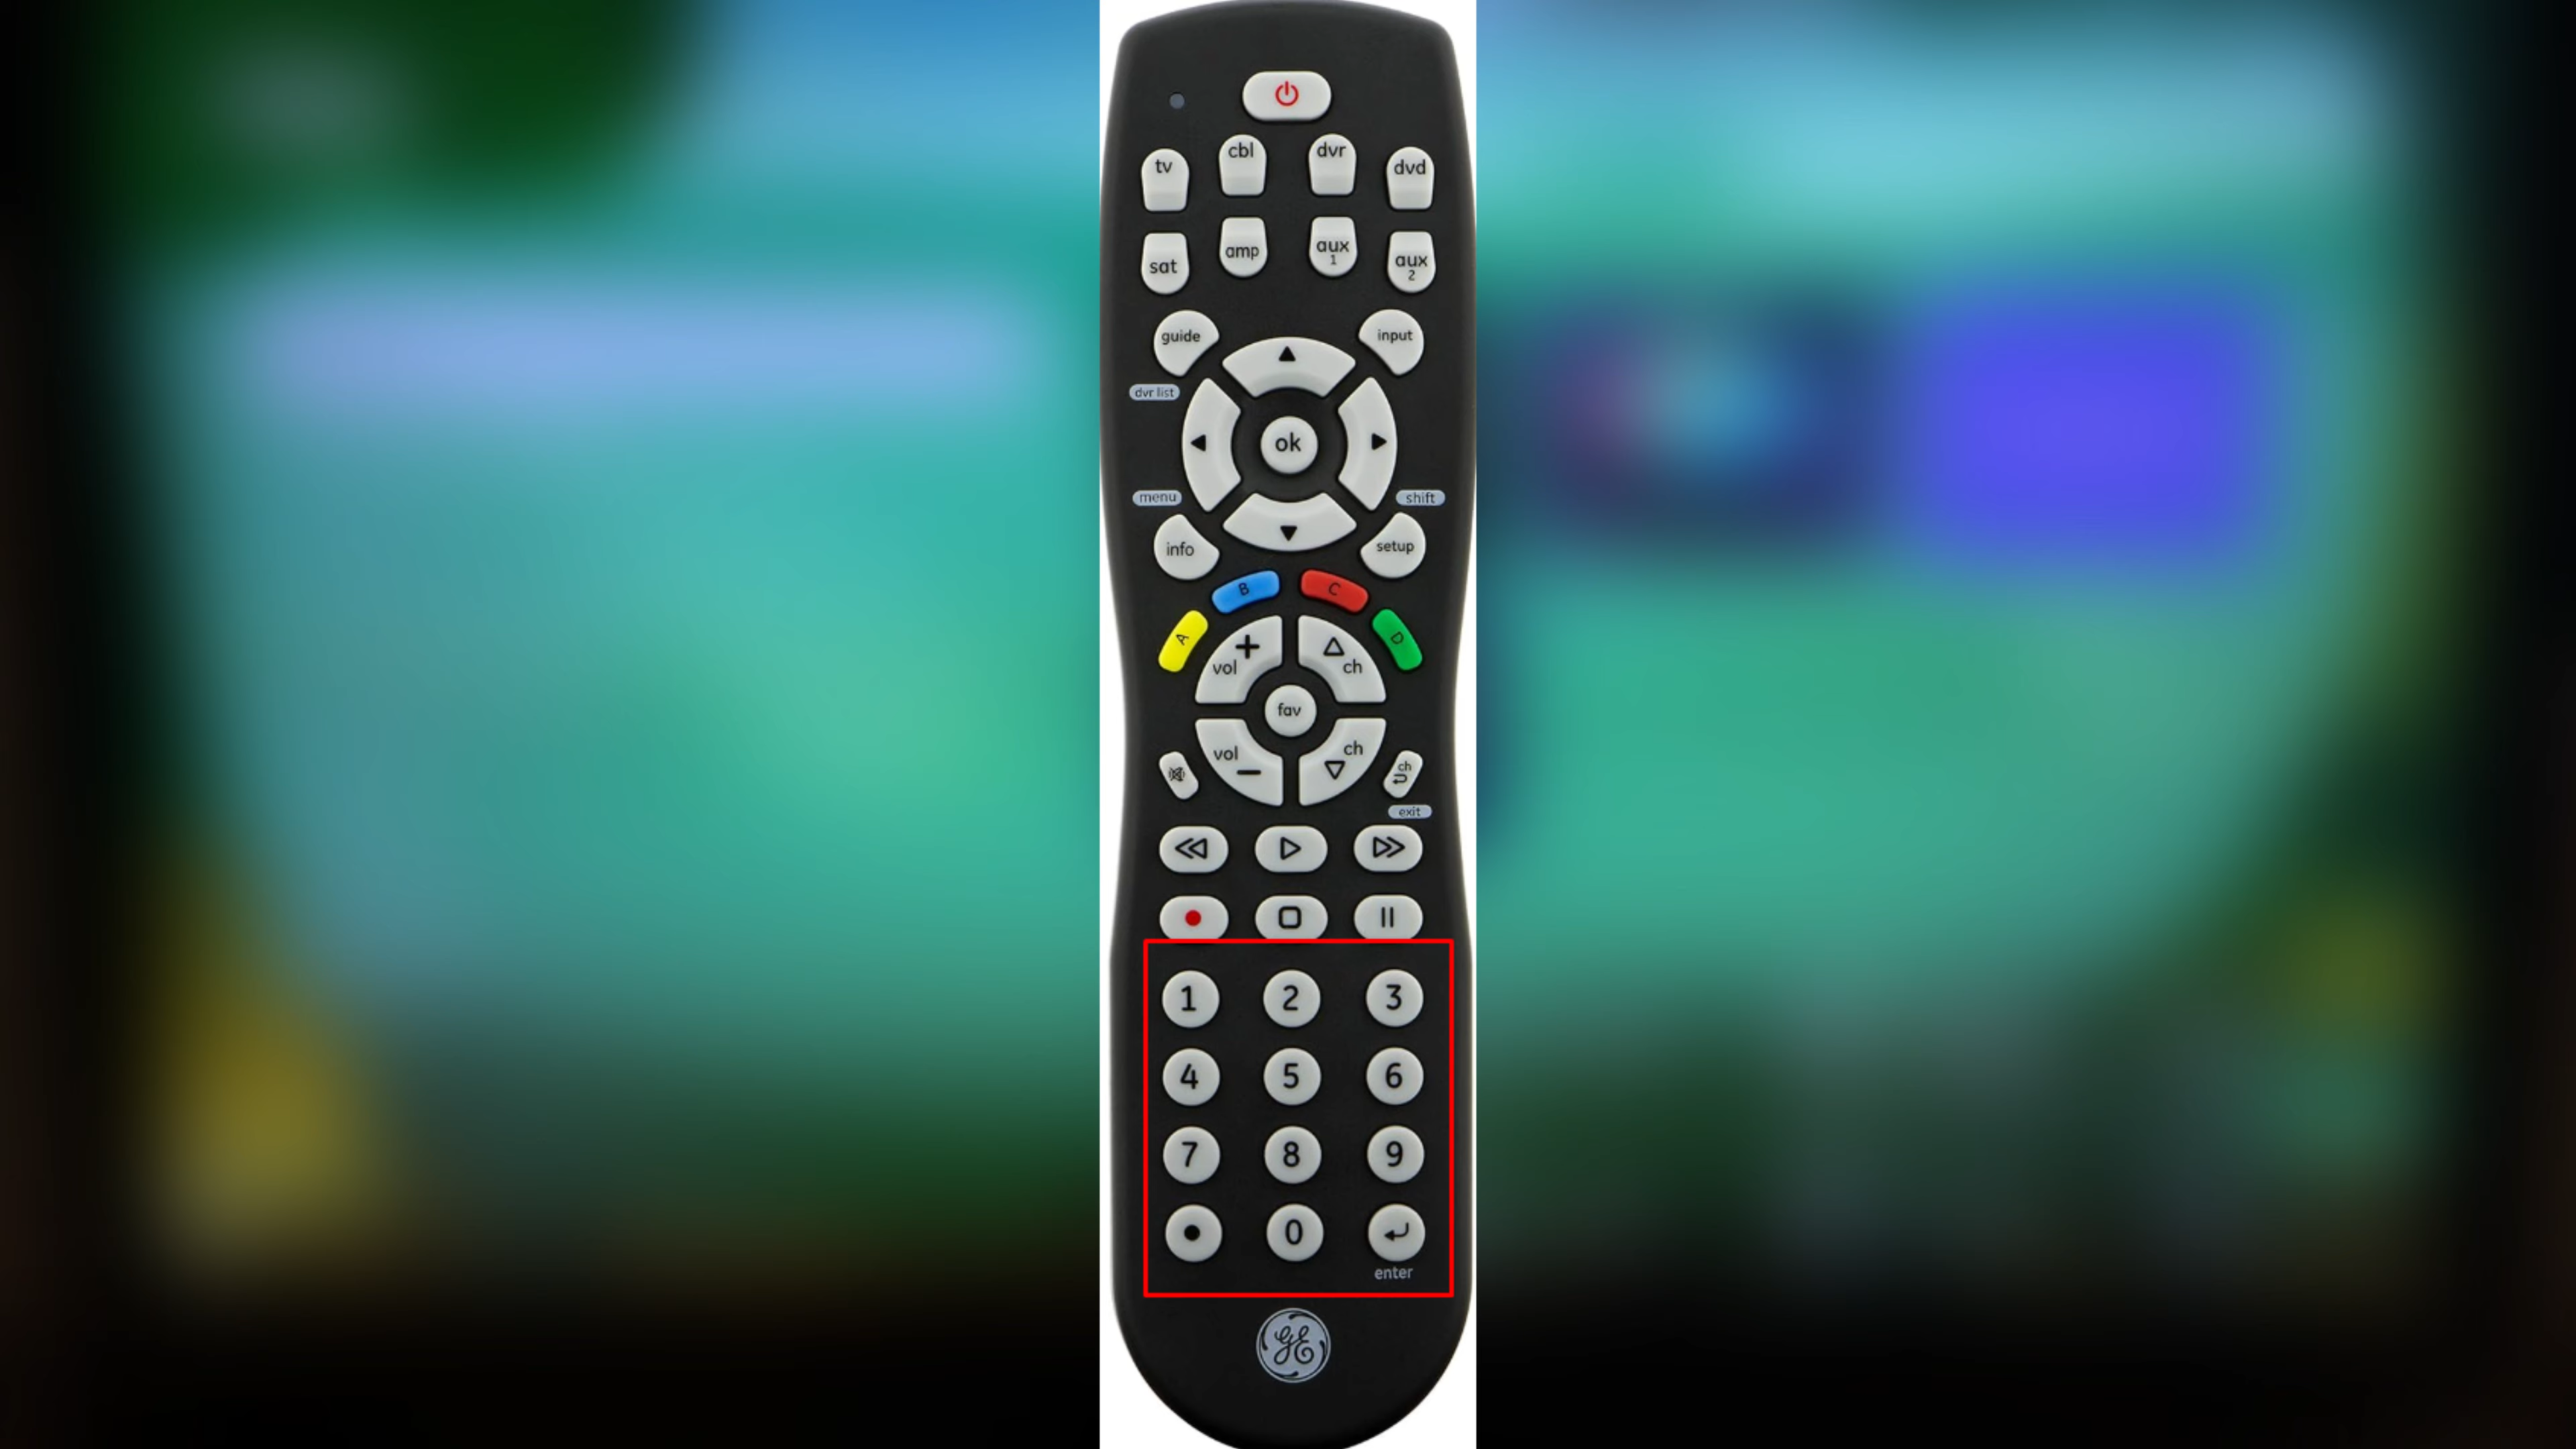 tv cbl dvr dvd
sat amp aux 1 aux 2
guide input
dvr list
ok
menu shift
info setup
B C
A D
+ vol ch
fav
vol − ch
ch
exit
1 2 3
4 5 6
7 8 9
0
enter
GE